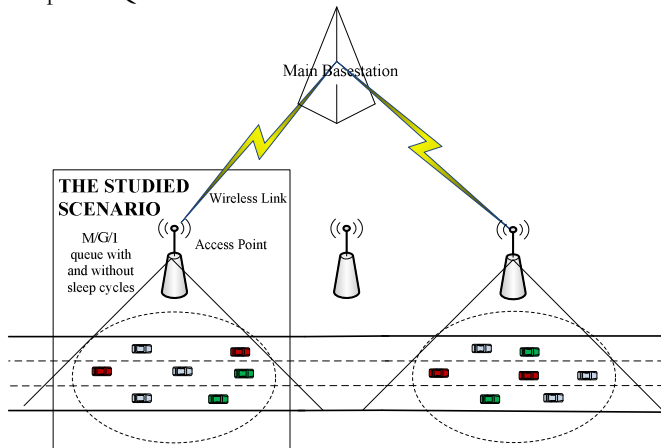 Main Basestation
THE STUDIED
SCENARIO
Wireless Link
M/G/1
queue with
and without
sleep cycles
Access Point